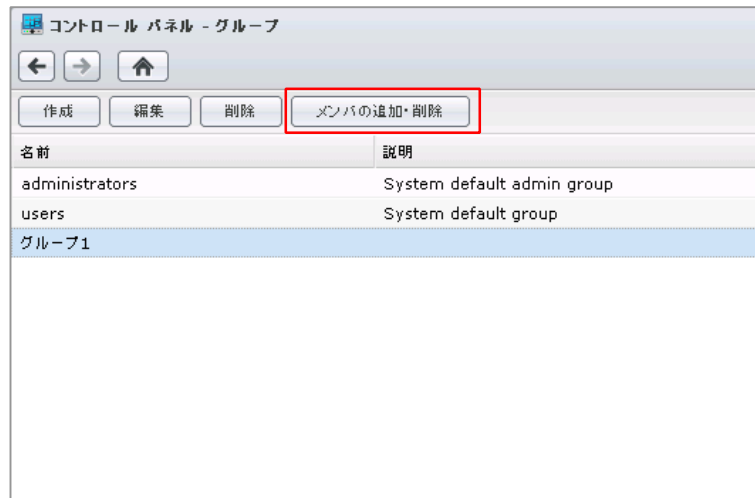 コントロール パネル - グループ
作成 編集 削除 メンバの追加・削除
名前 説明
administrators System default admin group
users System default group
グループ1